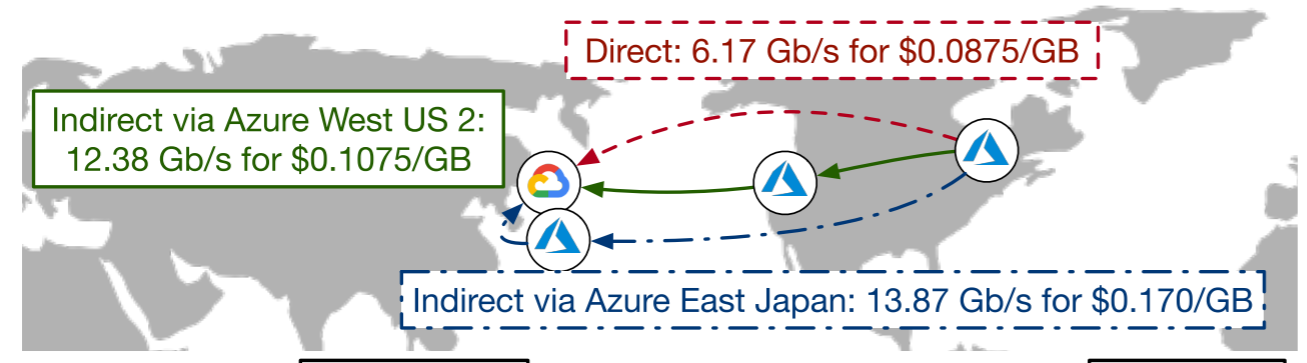 Direct: 6.17 Gb/s for $0.0875/GB
Indirect via Azure West US 2:
12.38 Gb/s for $0.1075/GB
Indirect via Azure East Japan: 13.87 Gb/s for $0.170/GB